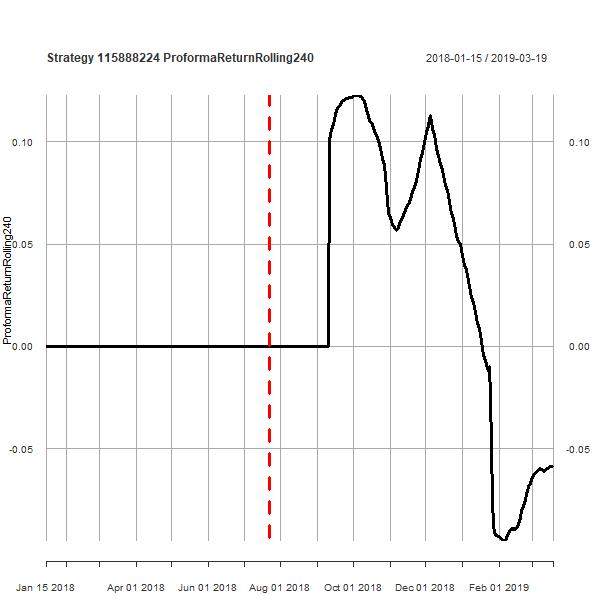 Strategy 115888224 ProformaReturnRolling240
2018-01-15 / 2019-03-19
ProformaReturnRolling240
0.10
0.05
0.00
-0.05
0.10
0.05
0.00
-0.05
Jan 15 2018
Apr 01 2018
Jun 01 2018
Aug 01 2018
Oct 01 2018
Dec 01 2018
Feb 01 2019